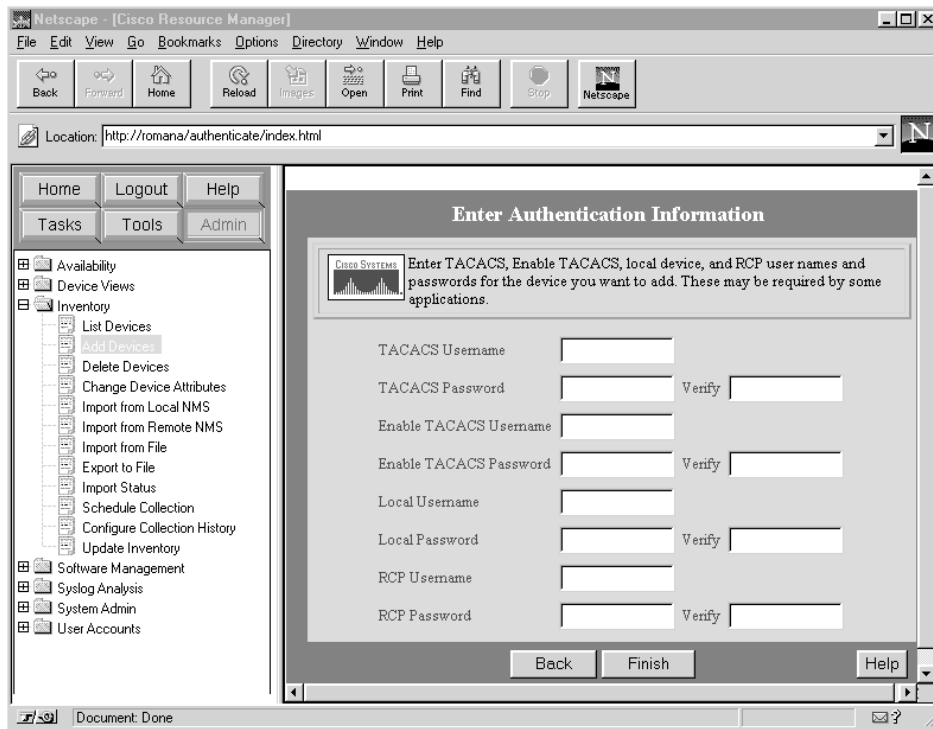 Netscape - [Cisco Resource Manager]
File Edit View Go Bookmarks Options Directory Window Help
Back Forward Home Reload Images Open Print Find Stop Netscape
Location: http://romana/authenticate/index.html
N
Home Logout Help
Tasks Tools Admin
Availability
Device Views
Inventory
List Devices
Add Devices
Delete Devices
Change Device Attributes
Import from Local NMS
Import from Remote NMS
Import from File
Export to File
Import Status
Schedule Collection
Configure Collection History
Update Inventory
Software Management
Syslog Analysis
System Admin
User Accounts
Enter Authentication Information
CISCO SYSTEMS
Enter TACACS, Enable TACACS, local device, and RCP user names and
passwords for the device you want to add. These may be required by some
applications.
TACACS Username
TACACS Password Verify
Enable TACACS Username
Enable TACACS Password Verify
Local Username
Local Password Verify
RCP Username
RCP Password Verify
Back Finish Help
Document: Done
?